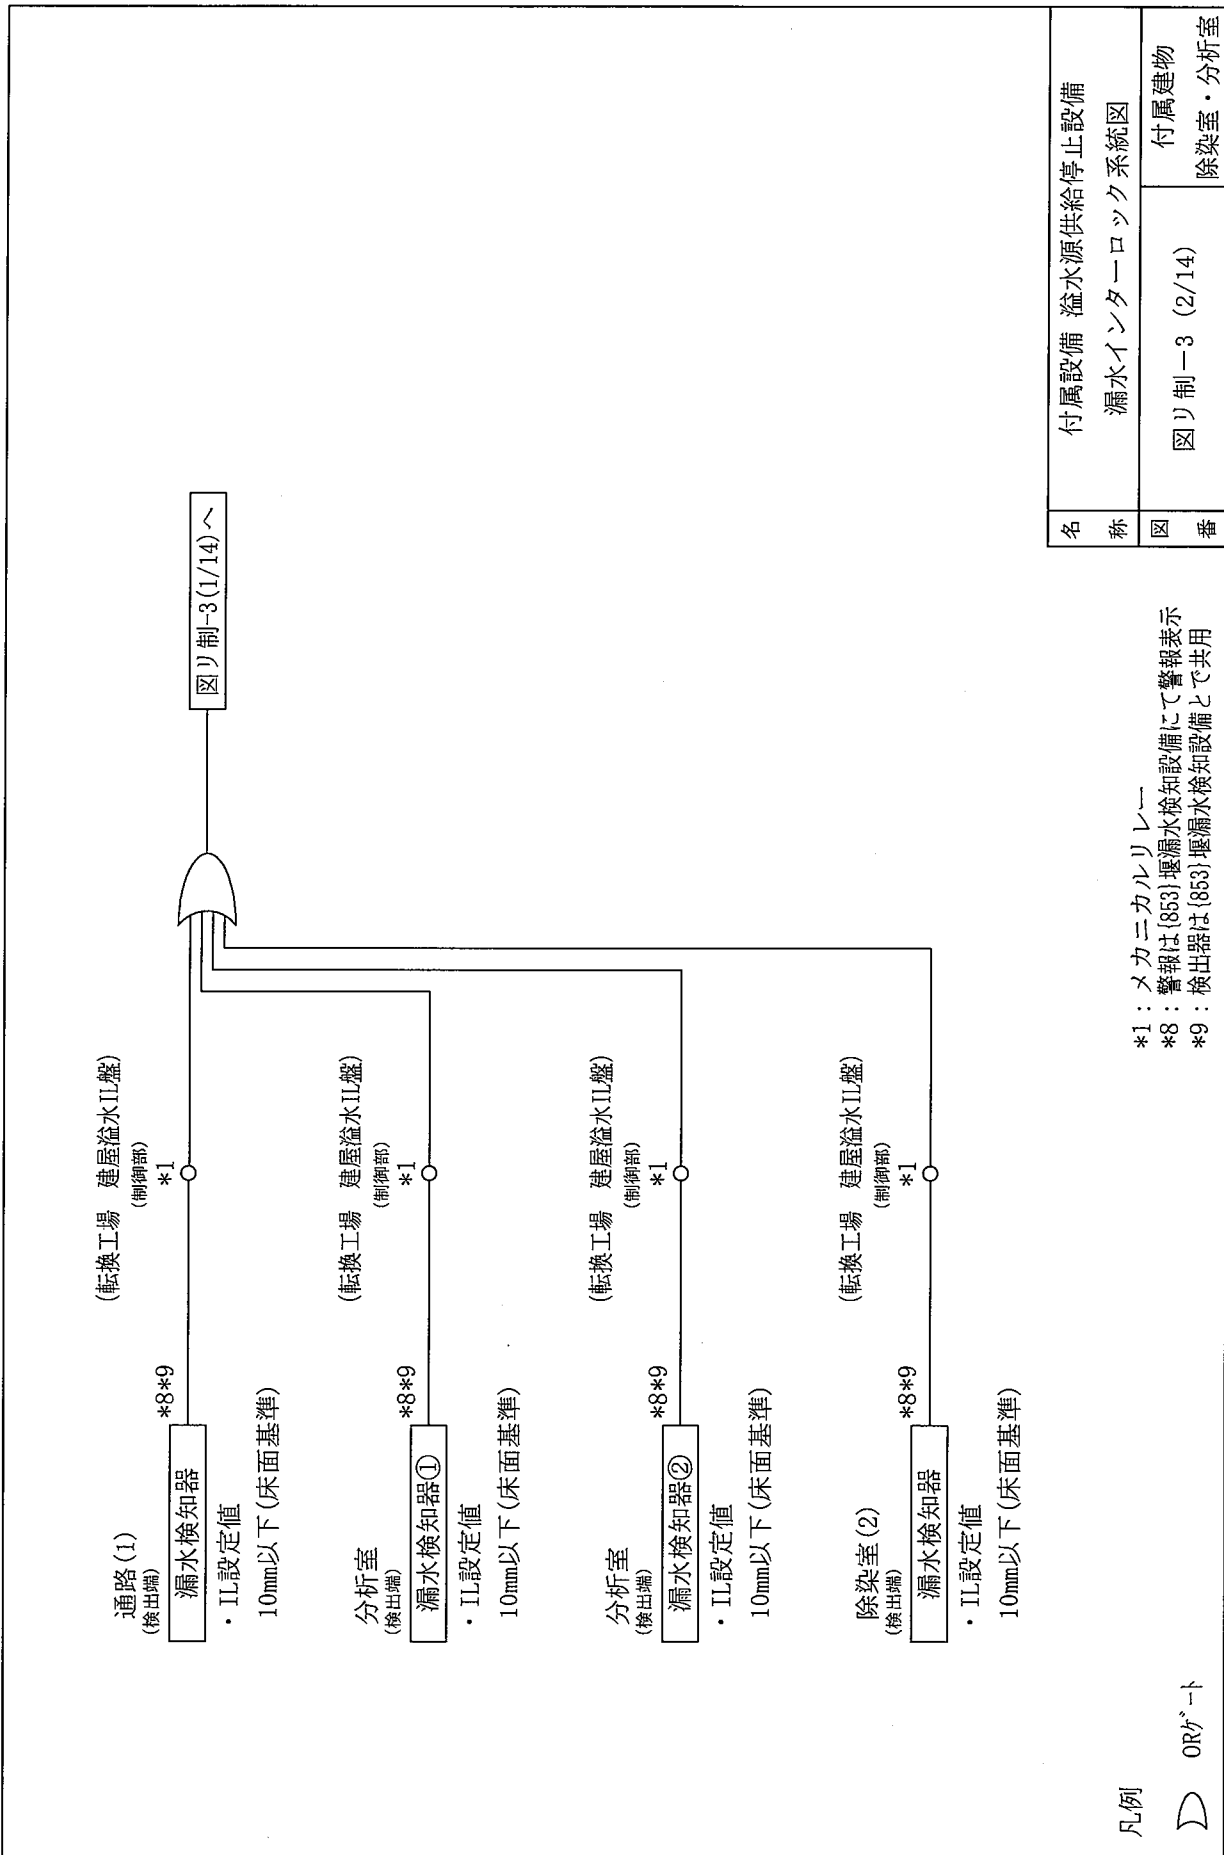 通路(1)
(検出端)
漏水検知器
*8*9
・IL設定値
10mm以下(床面基準)
(転換工場 建屋溢水IL盤)
(制御部)
*1
分析室
(検出端)
漏水検知器①
*8*9
・IL設定値
10mm以下(床面基準)
(転換工場 建屋溢水IL盤)
(制御部)
*1
分析室
(検出端)
漏水検知器②
*8*9
・IL設定値
10mm以下(床面基準)
(転換工場 建屋溢水IL盤)
(制御部)
*1
除染室(2)
(検出端)
漏水検知器
*8*9
・IL設定値
10mm以下(床面基準)
(転換工場 建屋溢水IL盤)
(制御部)
*1
図リ制-3(1/14)へ
凡例
ORゲート
*1：メカニカルリレー
*8：警報は{853}堰漏水検知設備にて警報表示
*9：検出器は{853}堰漏水検知設備とで共用
名称
付属設備 溢水源供給停止設備
漏水インターロック系統図
図番
図リ制－3 (2/14)
付属建物
除染室・分析室